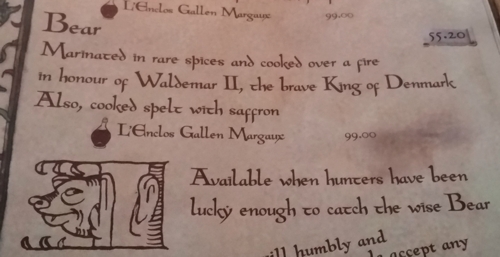 L'Enclos Gallen Margaux 99.00
Bear 55.20
Marinated in rare spices and cooked over a fire
in honour of Waldemar II, the brave King of Denmark
Also, cooked spelt with saffron
L'Enclos Gallen Margaux 99.00
Available when hunters have been
lucky enough to catch the wise Bear
humbly and
accept any